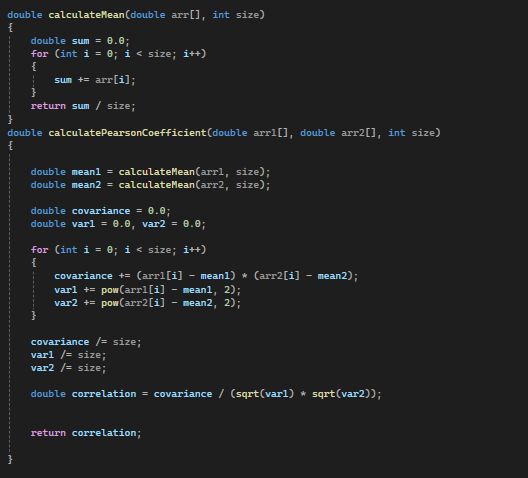 double calculateMean(double arr[], int size)
{
    double sum = 0.0;
    for (int i = 0; i < size; i++)
    {
        sum += arr[i];
    }
    return sum / size;
}
double calculatePearsonCoefficient(double arr1[], double arr2[], int size)
{
    double mean1 = calculateMean(arr1, size);
    double mean2 = calculateMean(arr2, size);
    double covariance = 0.0;
    double var1 = 0.0, var2 = 0.0;
    for (int i = 0; i < size; i++)
    {
        covariance += (arr1[i] - mean1) * (arr2[i] - mean2);
        var1 += pow(arr1[i] - mean1, 2);
        var2 += pow(arr2[i] - mean2, 2);
    }
    covariance /= size;
    var1 /= size;
    var2 /= size;
    double correlation = covariance / (sqrt(var1) * sqrt(var2));
    return correlation;
}